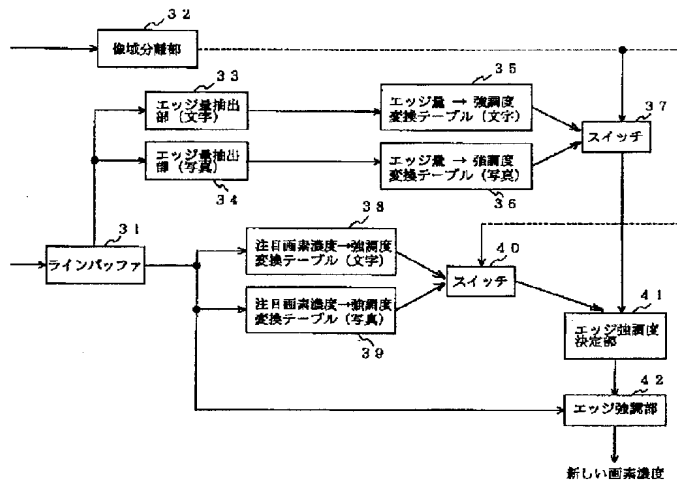 ３２
像域分離部
３３
エッジ量抽出
部（文字）
３５
エッジ量 → 強調度
変換テーブル（文字）
３７
スイッチ
エッジ量抽出
部（写真）
３４
エッジ量 → 強調度
変換テーブル（写真）
３６
３１
ラインバッファ
３８
注目画素濃度→強調度
変換テーブル（文字）
４０
スイッチ
注目画素濃度→強調度
変換テーブル（写真）
３９
４１
エッジ強調度
決定部
４２
エッジ強調部
新しい画素濃度